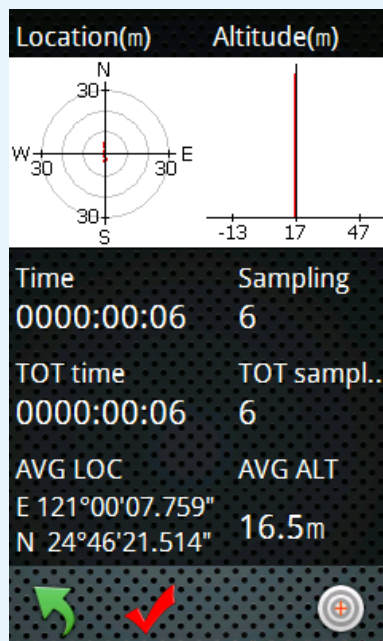 Location(m) Altitude(m)
N
30
W E
30 30
30
S
-13 17 47
Time Sampling
0000:00:06 6
TOT time TOT sampl..
0000:00:06 6
AVG LOC AVG ALT
E 121°00'07.759"
16.5m
N 24°46'21.514"